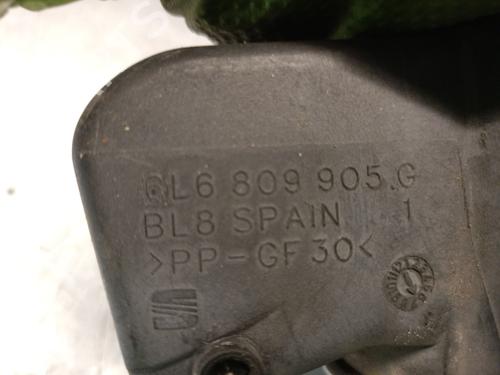 6L6 809 905.G
BL8 SPAIN 1
>PP-GF30<